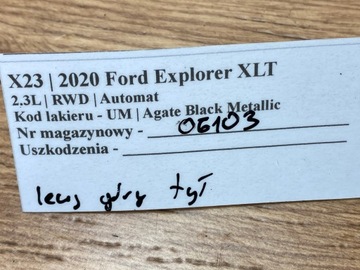 X23 | 2020 Ford Explorer XLT
2.3L | RWD | Automat
Kod lakieru - UM | Agate Black Metallic
Nr magazynowy - 06103
Uszkodzenia -
lewy góry tył